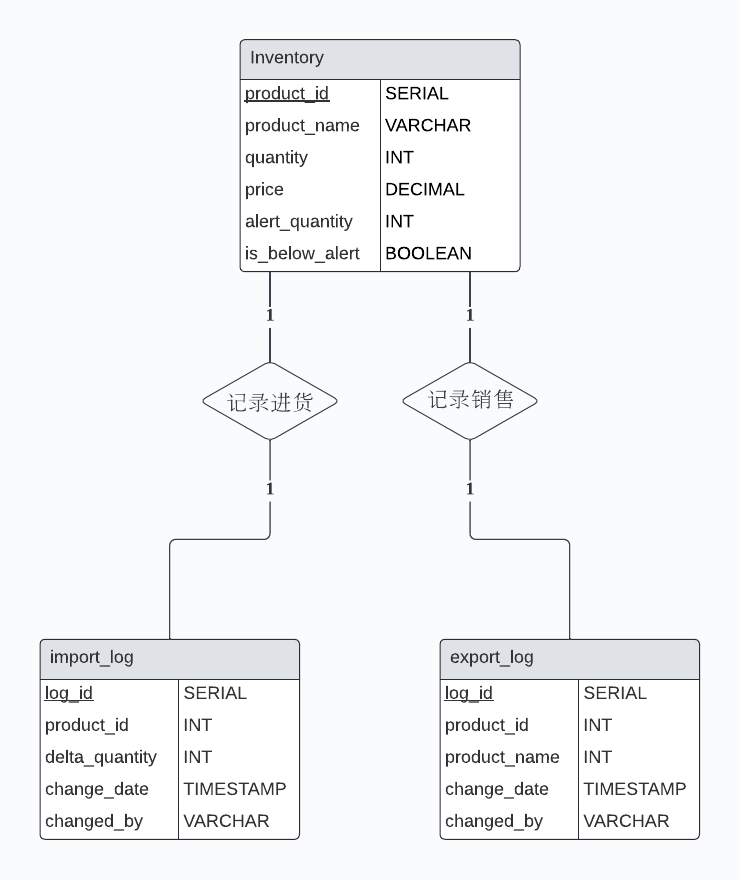 Inventory
product_id SERIAL
product_name VARCHAR
quantity INT
price DECIMAL
alert_quantity INT
is_below_alert BOOLEAN
1 1
记录进货 记录销售
1 1
import_log export_log
log_id SERIAL log_id SERIAL
product_id INT product_id INT
delta_quantity INT product_name INT
change_date TIMESTAMP change_date TIMESTAMP
changed_by VARCHAR changed_by VARCHAR